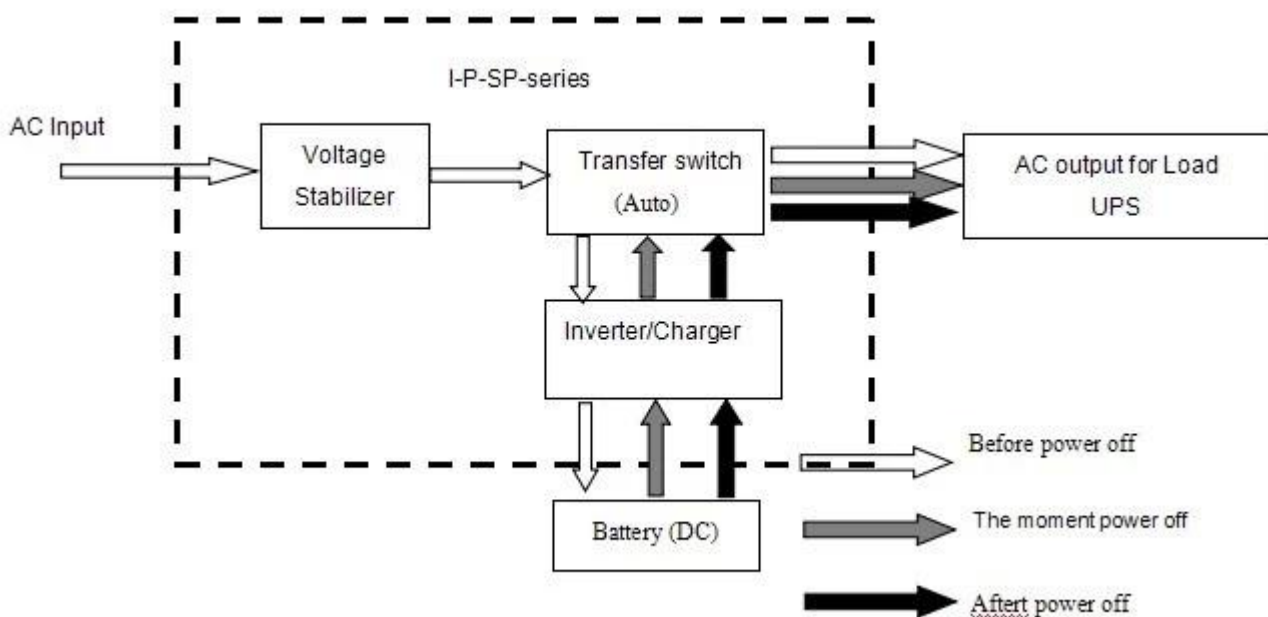 I-P-SP-series
AC Input
Voltage
Stabilizer
Transfer switch
(Auto)
AC output for Load
UPS
Inverter/Charger
Battery (DC)
Before power off
The moment power off
Aftert power off